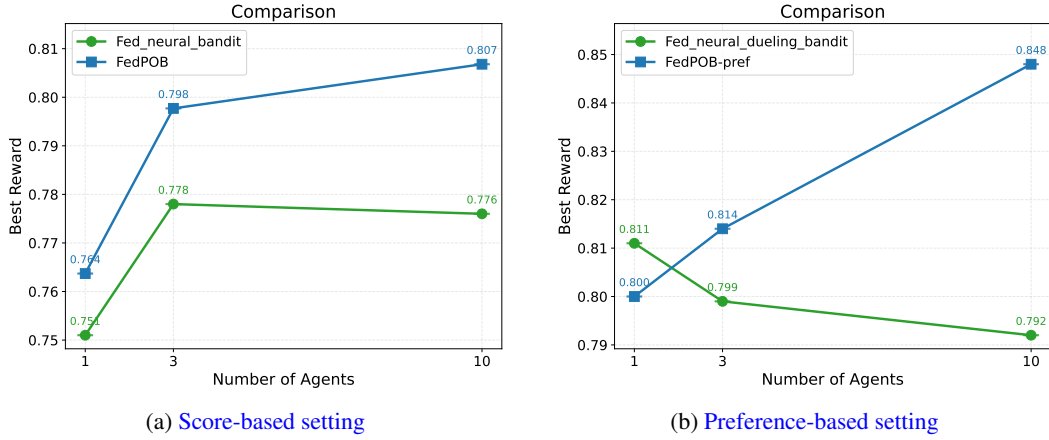 Comparison
Fed_neural_bandit
FedPOB
0.751
0.778
0.776
0.764
0.798
0.807
0.75
0.76
0.77
0.78
0.79
0.80
0.81
Best Reward
1
3
10
Number of Agents
(a) Score-based setting
Comparison
Fed_neural_dueling_bandit
FedPOB-pref
0.811
0.799
0.792
0.800
0.814
0.848
0.79
0.80
0.81
0.82
0.83
0.84
0.85
Best Reward
1
3
10
Number of Agents
(b) Preference-based setting